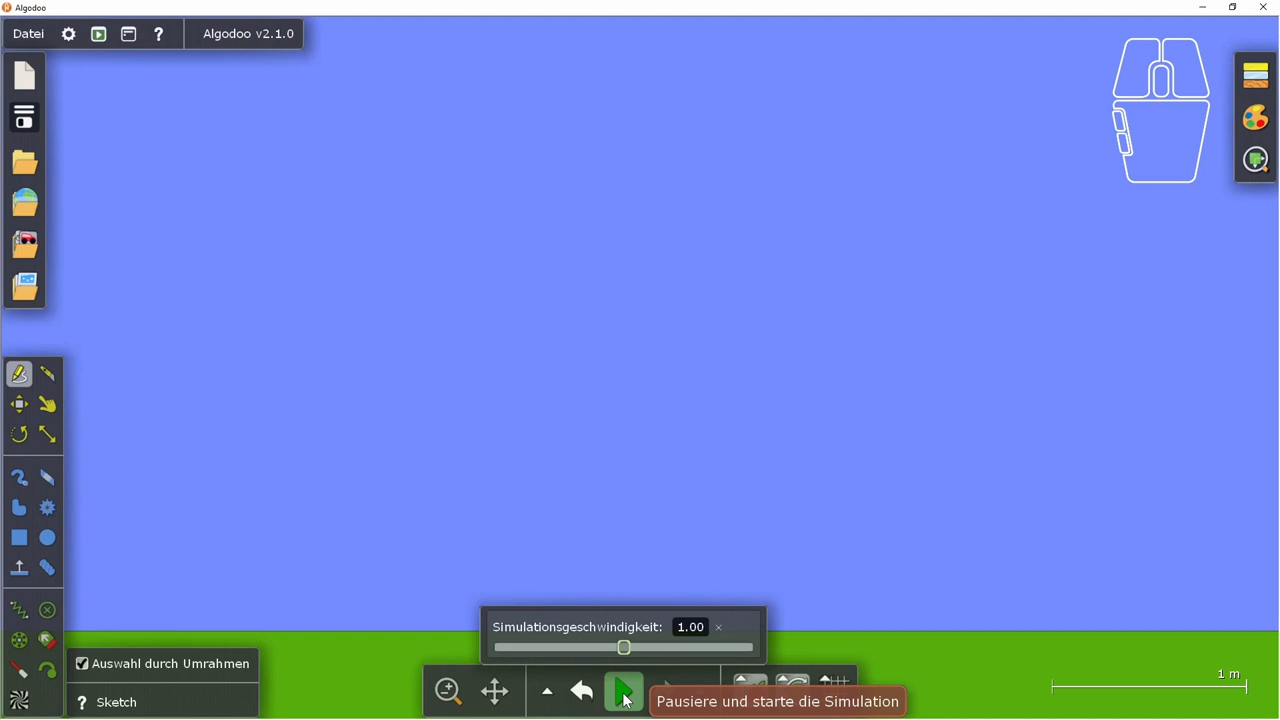 Algodoo
Datei
?
Algodoo v2.1.0
Simulationsgeschwindigkeit: 1.00 ×
Auswahl durch Umrahmen
? Sketch
Pausiere und starte die Simulation
1 m